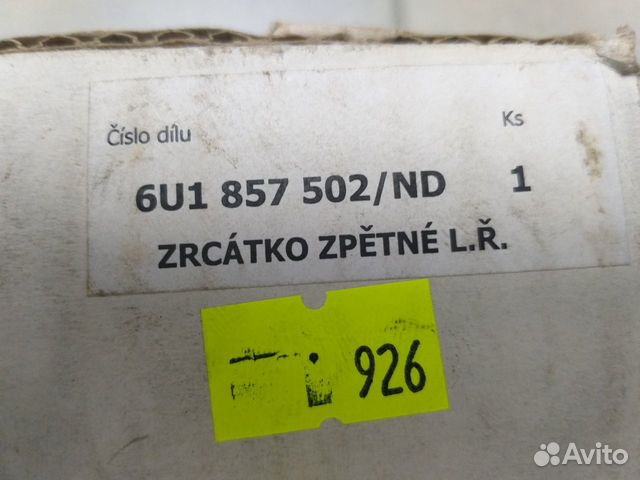 Číslo dílu
Ks
6U1 857 502/ND 1
ZRCÁTKO ZPĚTNÉ L.Ř.
926
Avito